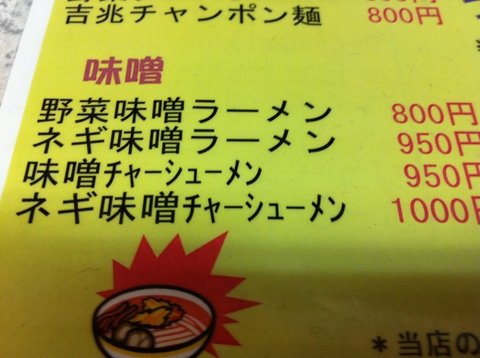 吉兆チャンポン麺 800円
味噌
野菜味噌ラーメン 800円
ネギ味噌ラーメン 950円
味噌ﾁｬｰｼｭｰﾒﾝ 950円
ネギ味噌ﾁｬｰｼｭｰﾒﾝ 1000円
*当店の